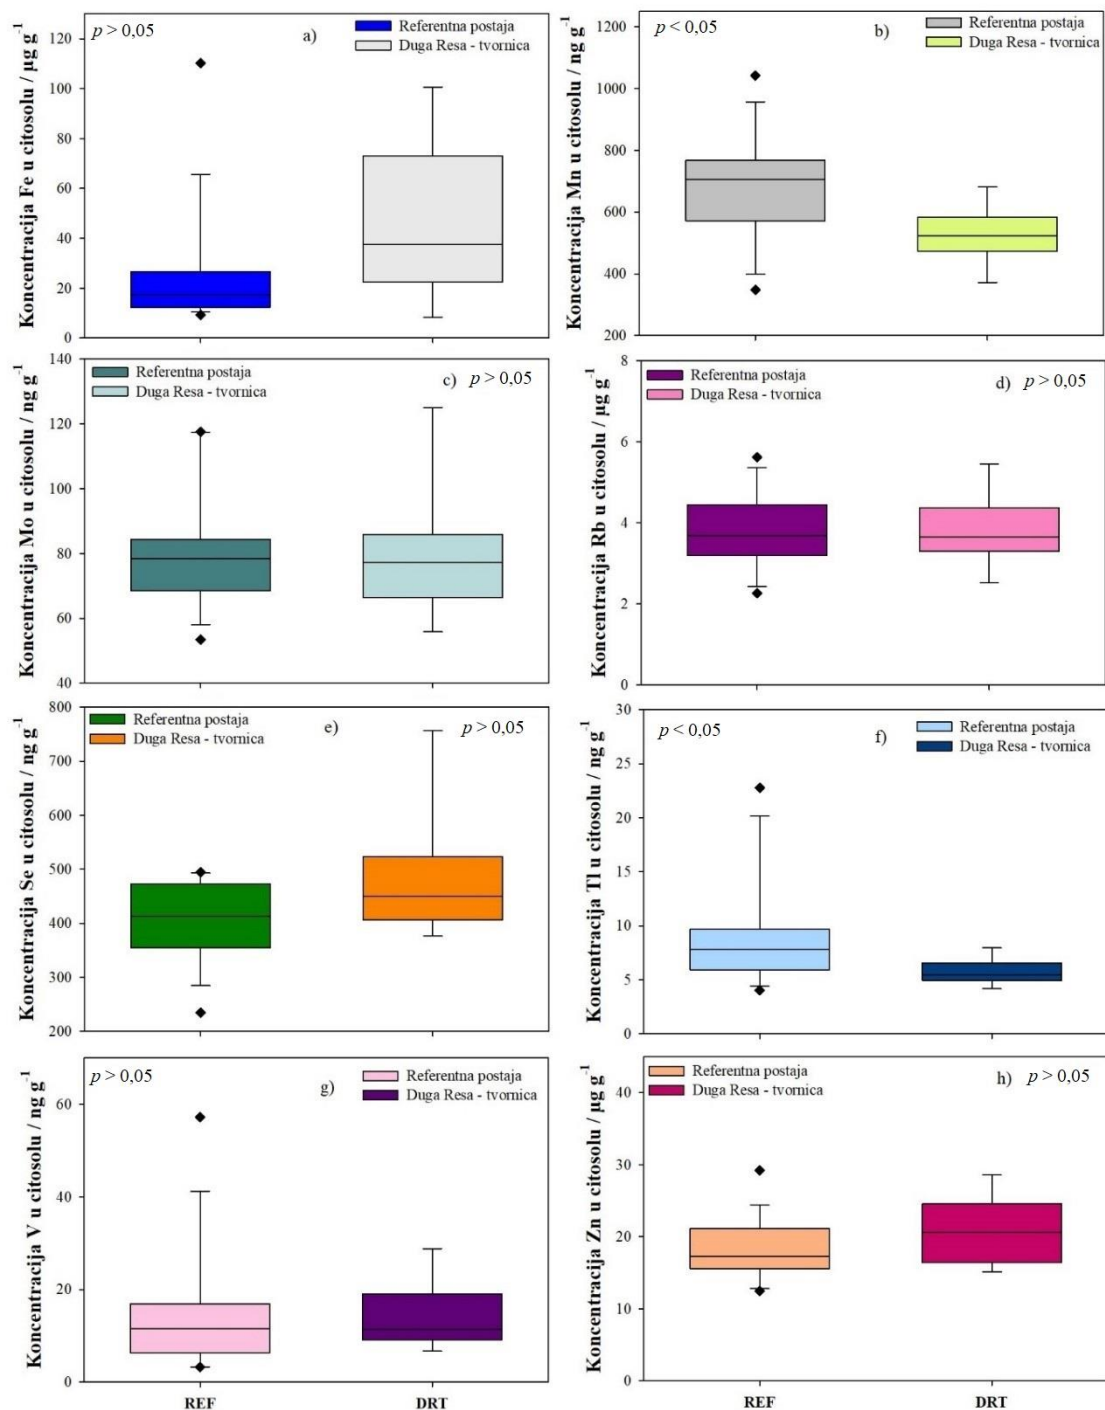 p > 0,05
a)
Referentna postaja
Duga Resa - tvornica
Koncentracija Fe u citosolu / µg g⁻¹
120
100
80
60
40
20
0
p < 0,05
b)
Referentna postaja
Duga Resa - tvornica
Koncentracija Mn u citosolu / ng g⁻¹
1200
1000
800
600
400
200
Referentna postaja
Duga Resa - tvornica
c)
p > 0,05
Koncentracija Mo u citosolu / ng g⁻¹
140
120
100
80
60
40
Referentna postaja
Duga Resa - tvornica
d)
p > 0,05
Koncentracija Rb u citosolu / µg g⁻¹
8
6
4
2
0
Referentna postaja
Duga Resa - tvornica
e)
p > 0,05
Koncentracija Se u citosolu / ng g⁻¹
800
700
600
500
400
300
200
p < 0,05
f)
Referentna postaja
Duga Resa - tvornica
Koncentracija Tl u citosolu / ng g⁻¹
30
25
20
15
10
5
0
p > 0,05
g)
Referentna postaja
Duga Resa - tvornica
Koncentracija V u citosolu / ng g⁻¹
60
40
20
0
REF
DRT
Referentna postaja
Duga Resa - tvornica
h)
p > 0,05
Koncentracija Zn u citosolu / µg g⁻¹
40
30
20
10
0
REF
DRT